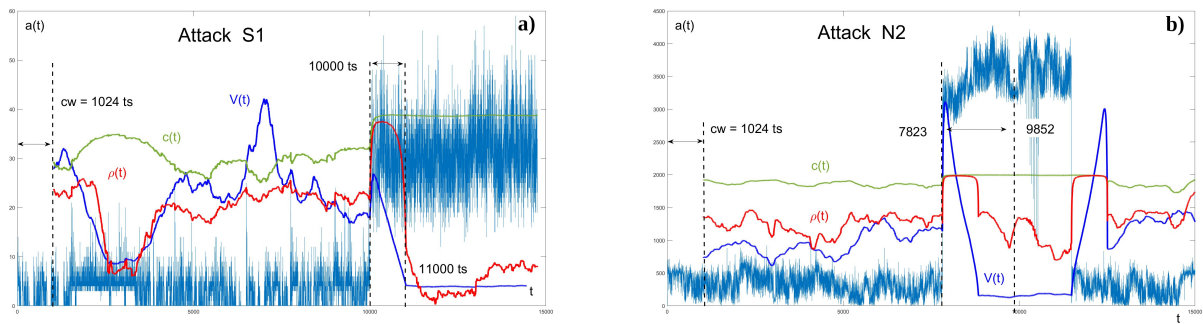 60
a(t)
Attack S1
a)
50
10000 ts
cw = 1024 ts
V(t)
40
c(t)
30
ρ(t)
20
10
11000 ts
t
0
0
5000
10000
15000
4500
a(t)
Attack N2
b)
4000
3500
3000
cw = 1024 ts
7823
9852
2500
c(t)
2000
1500
ρ(t)
1000
500
V(t)
0
0
5000
10000
15000
t